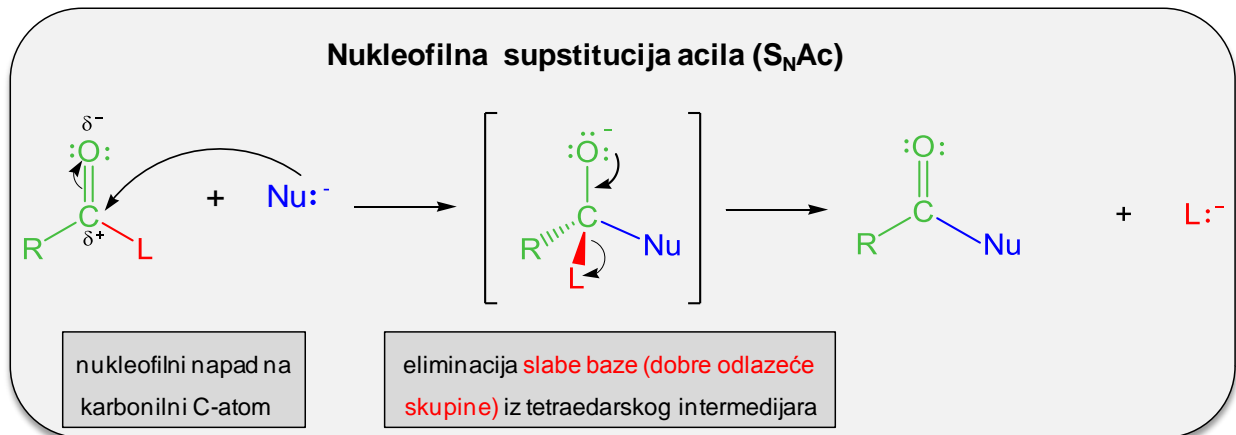 Nukleofilna supstitucija acila (SNAc)
δ-
:O:
C
δ+
R
L
+
Nu:-
:O:-
C
R
L
Nu
:O:
C
R
Nu
+
L:-
nukleofilni napad na
karbonilni C-atom
eliminacija slabe baze (dobre odlazeće
skupine) iz tetraedarskog intermedijara